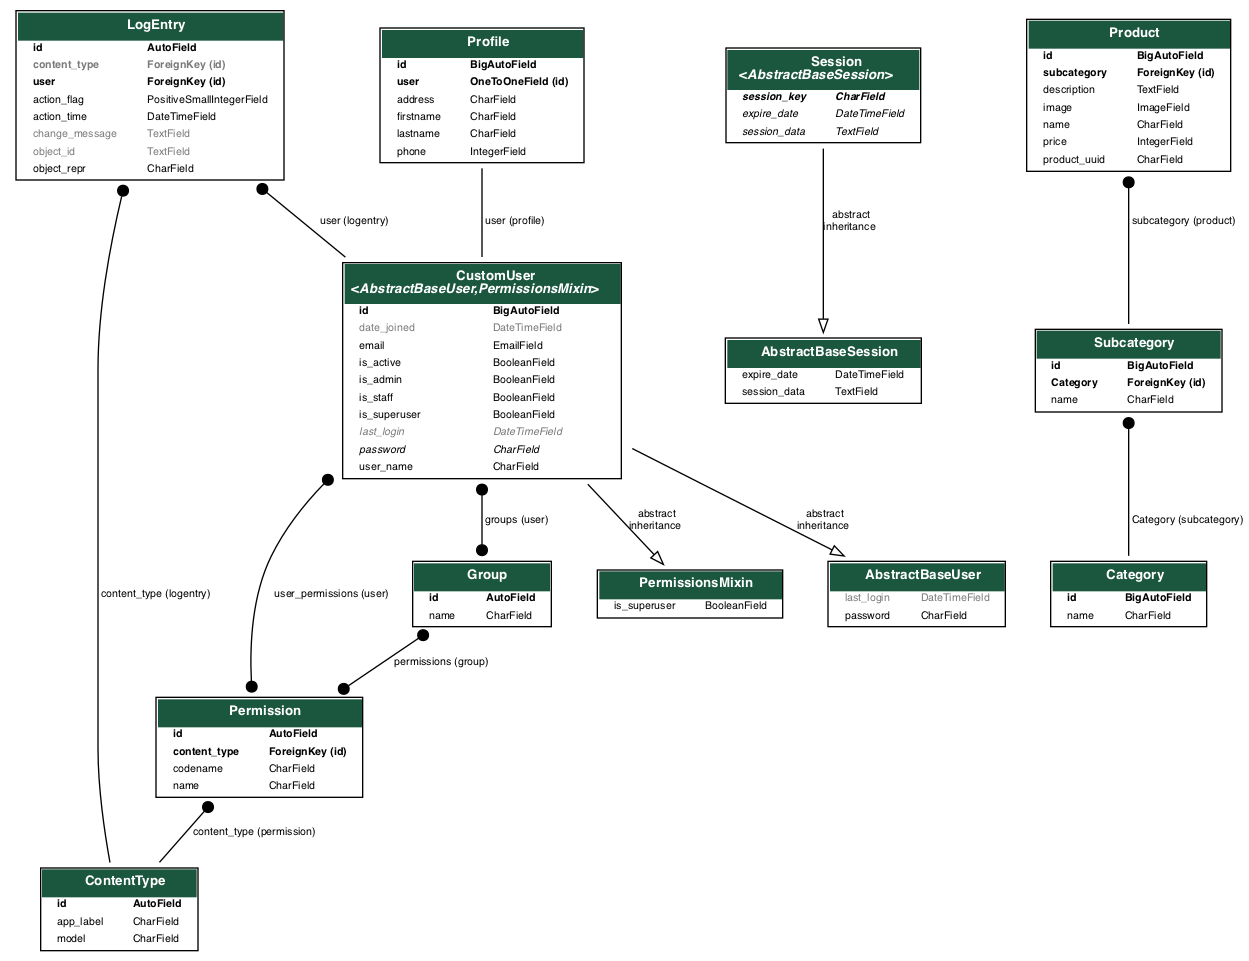 LogEntry
id AutoField
content_type ForeignKey (id)
user ForeignKey (id)
action_flag PositiveSmallIntegerField
action_time DateTimeField
change_message TextField
object_id TextField
object_repr CharField
Profile
id BigAutoField
user OneToOneField (id)
address CharField
firstname CharField
lastname CharField
phone IntegerField
Session
<AbstractBaseSession>
session_key CharField
expire_date DateTimeField
session_data TextField
Product
id BigAutoField
subcategory ForeignKey (id)
description TextField
image ImageField
name CharField
price IntegerField
product_uuid CharField
user (logentry)
user (profile)
abstract
inheritance
subcategory (product)
CustomUser
<AbstractBaseUser,PermissionsMixin>
id BigAutoField
date_joined DateTimeField
email EmailField
is_active BooleanField
is_admin BooleanField
is_staff BooleanField
is_superuser BooleanField
last_login DateTimeField
password CharField
user_name CharField
AbstractBaseSession
expire_date DateTimeField
session_data TextField
Subcategory
id BigAutoField
Category ForeignKey (id)
name CharField
groups (user)
abstract
inheritance
abstract
inheritance
Category (subcategory)
content_type (logentry)
user_permissions (user)
Group
id AutoField
name CharField
PermissionsMixin
is_superuser BooleanField
AbstractBaseUser
last_login DateTimeField
password CharField
Category
id BigAutoField
name CharField
permissions (group)
Permission
id AutoField
content_type ForeignKey (id)
codename CharField
name CharField
content_type (permission)
ContentType
id AutoField
app_label CharField
model CharField